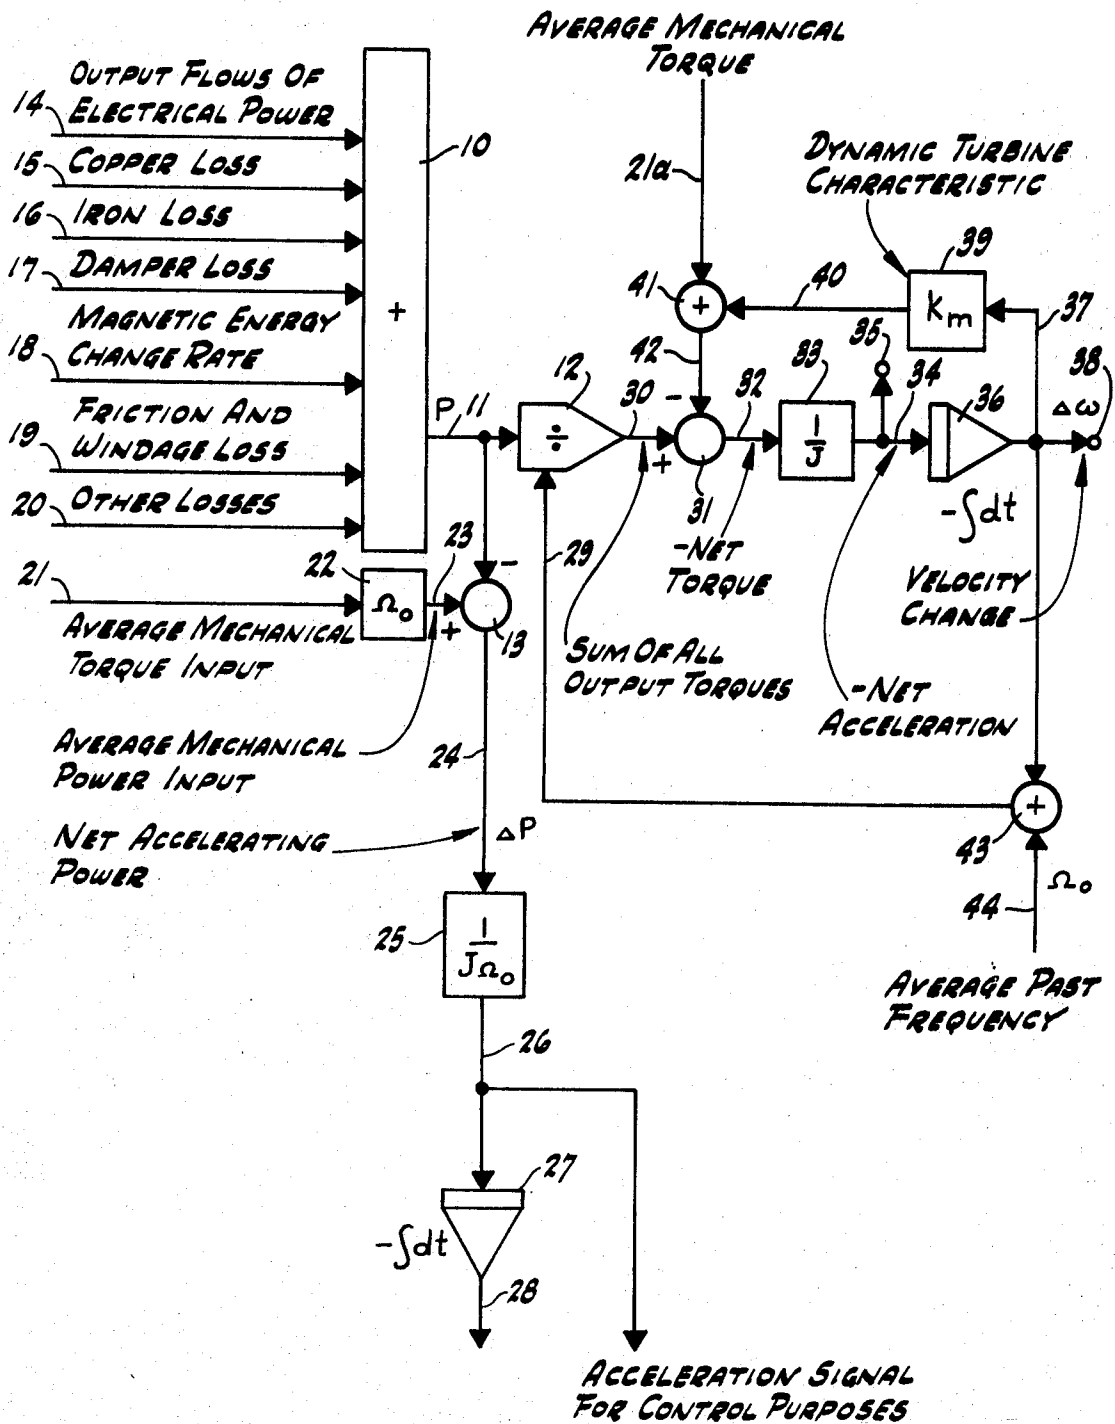 AVERAGE MECHANICAL
TORQUE
OUTPUT FLOWS OF
14 ELECTRICAL POWER
10
15 COPPER LOSS
21a
DYNAMIC TURBINE
CHARACTERISTIC
16 IRON LOSS
17 DAMPER LOSS
+
41 +
40
39
Km
37
MAGNETIC ENERGY
18 CHANGE RATE
42
35
38
12
30
32
33
34
36
Δω
FRICTION AND
19 WINDAGE LOSS
P 11
÷
+
-
31
1
J
-∫dt
20 OTHER LOSSES
-NET
TORQUE
29
VELOCITY
CHANGE
21
22
Ω₀
23
+
-
13
AVERAGE MECHANICAL
TORQUE INPUT
SUM OF ALL
OUTPUT TORQUES
-NET
ACCELERATION
AVERAGE MECHANICAL
POWER INPUT
24
NET ACCELERATING
POWER
ΔP
+
43
Ω₀
44
AVERAGE PAST
FREQUENCY
25
1
JΩ₀
26
27
-∫dt
28
ACCELERATION SIGNAL
FOR CONTROL PURPOSES